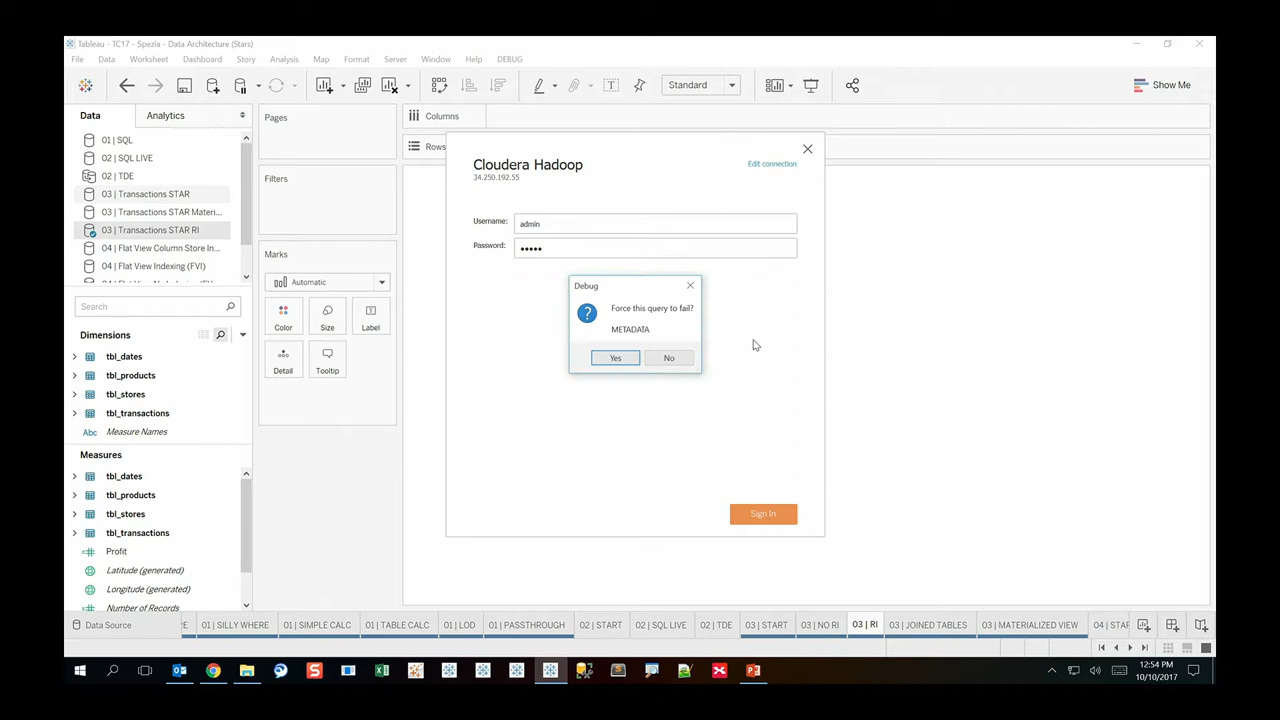 Tableau - TC17 - Spezia - Data Architecture (Stars)
File Data Worksheet Dashboard Story Analysis Map Format Server Window Help DEBUG
Standard
Show Me
Data Analytics
01 | SQL
02 | SQL LIVE
02 | TDE
03 | Transactions STAR
03 | Transactions STAR Materi...
03 | Transactions STAR RI
04 | Flat View Column Store In...
04 | Flat View Indexing (FVI)
Search
Dimensions
tbl_dates
tbl_products
tbl_stores
tbl_transactions
Abc Measure Names
Measures
tbl_dates
tbl_products
tbl_stores
tbl_transactions
Profit
Latitude (generated)
Longitude (generated)
Number of Records
Pages
Filters
Marks
Automatic
Color Size Label
Detail Tooltip
Columns
Rows
Cloudera Hadoop
Edit connection
34.250.192.55
Username: admin
Password: •••••
Debug
Force this query to fail?
METADATA
Yes No
Sign In
Data Source RE 01 | SILLY WHERE 01 | SIMPLE CALC 01 | TABLE CALC 01 | LOD 01 | PASSTHROUGH 02 | START 02 | SQL LIVE 02 | TDE 03 | START 03 | NO RI 03 | RI 03 | JOINED TABLES 03 | MATERIALIZED VIEW 04 | STAR
12:54 PM
10/10/2017